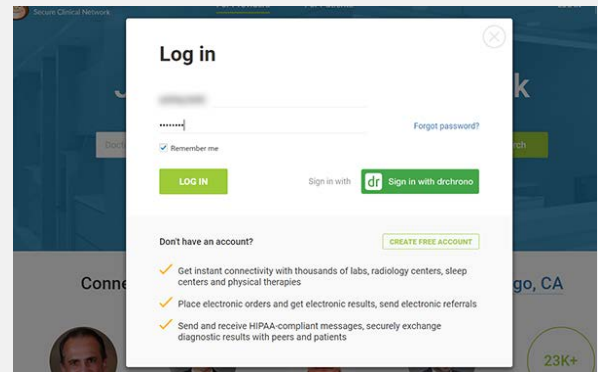 Secure Clinical Network
Log in
••••••••
Forgot password?
Remember me
LOG IN
Sign in with
dr
Sign in with drchrono
Don't have an account?
CREATE FREE ACCOUNT
Get instant connectivity with thousands of labs, radiology centers, sleep
centers and physical therapies
Place electronic orders and get electronic results, send electronic referrals
Send and receive HIPAA-compliant messages, securely exchange
diagnostic results with peers and patients
Conne
go, CA
23K+